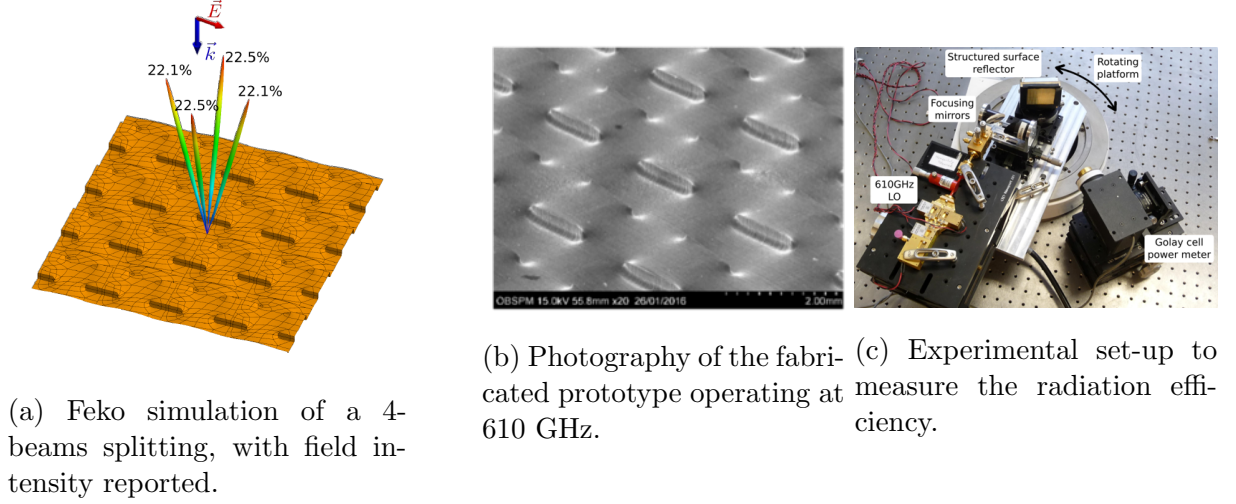 E
k
22.5%
22.1%
22.5%
22.1%
(a) Feko simulation of a 4-
beams splitting, with field in-
tensity reported.
OBSPM 15.0kV 55.8mm x20 26/01/2016 2.00mm
(b) Photography of the fabri-
cated prototype operating at
610 GHz.
Structured surface
reflector
Rotating
platform
Focusing
mirrors
610GHz
LO
Golay cell
power meter
(c) Experimental set-up to
measure the radiation effi-
ciency.